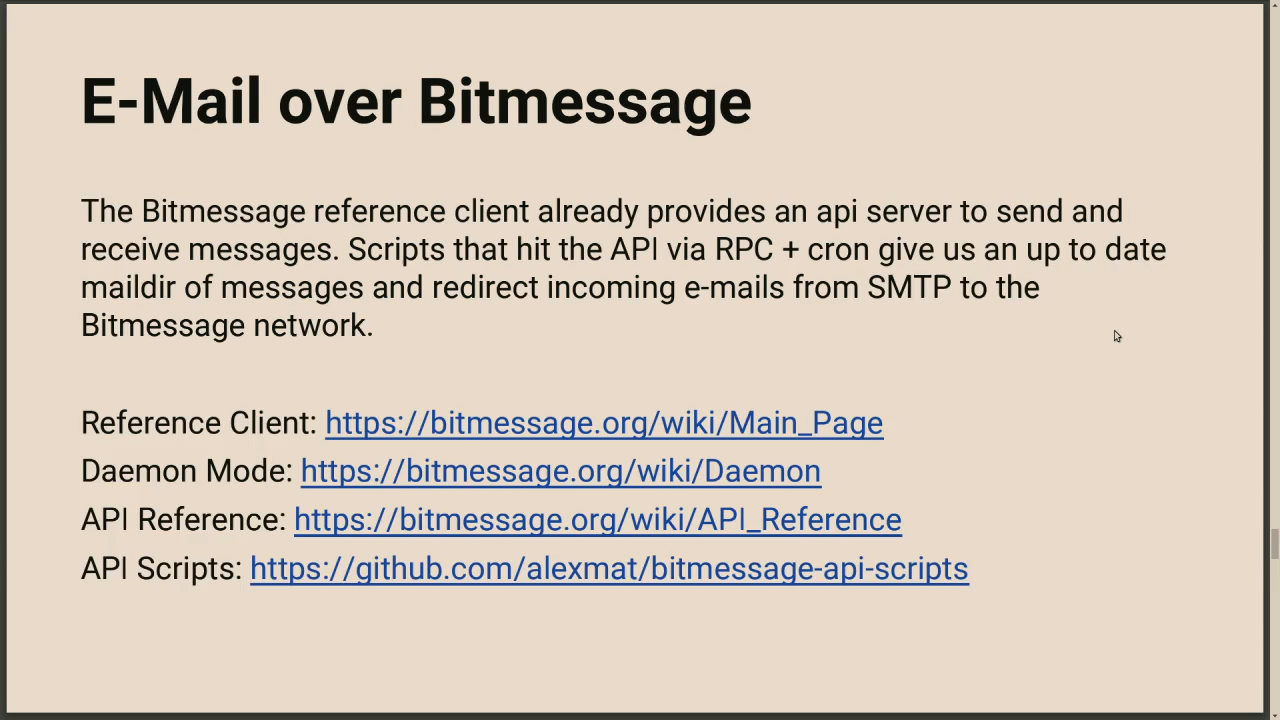 E-Mail over Bitmessage
The Bitmessage reference client already provides an api server to send and
receive messages. Scripts that hit the API via RPC + cron give us an up to date
maildir of messages and redirect incoming e-mails from SMTP to the
Bitmessage network.
Reference Client: https://bitmessage.org/wiki/Main_Page
Daemon Mode: https://bitmessage.org/wiki/Daemon
API Reference: https://bitmessage.org/wiki/API_Reference
API Scripts: https://github.com/alexmat/bitmessage-api-scripts